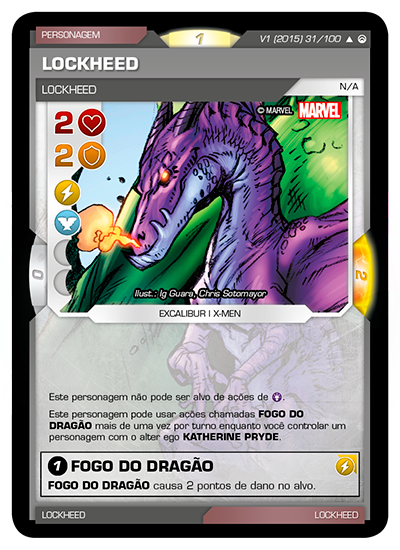 PERSONAGEM
1
V1 (2015) 31/100
LOCKHEED
LOCKHEED
N/A
2
© MARVEL MARVEL
2
0
2
Ilust.: Ig Guara, Chris Sotomayor
EXCALIBUR | X-MEN
Este personagem não pode ser alvo de acões de .
Este personagem pode usar acões chamadas FOGO DO
DRAGÃO mais de uma vez por turno enquanto você controlar um
personagem com o alter ego KATHERINE PRYDE.
1 FOGO DO DRAGÃO
FOGO DO DRAGÃO causa 2 pontos de dano no alvo.
LOCKHEED
LOCKHEED